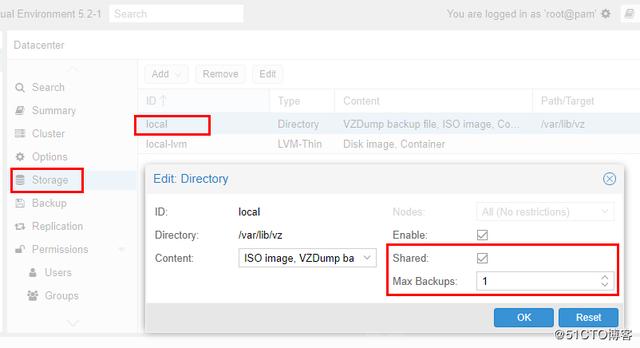 ual Environment 5.2-1
Search
You are logged in as 'root@pam'
Datacenter
Search
Summary
Cluster
Options
Storage
Backup
Replication
Permissions
Users
Groups
Add
Remove
Edit
ID
Type
Content
Path/Target
local
Directory
VZDump backup file, ISO image, Co...
/var/lib/vz
local-lvm
LVM-Thin
Disk image, Container
Edit: Directory
ID:
local
Directory:
/var/lib/vz
Content:
ISO image, VZDump ba
Nodes:
All (No restrictions)
Enable:
Shared:
Max Backups:
1
OK
Reset
@51CTO博客